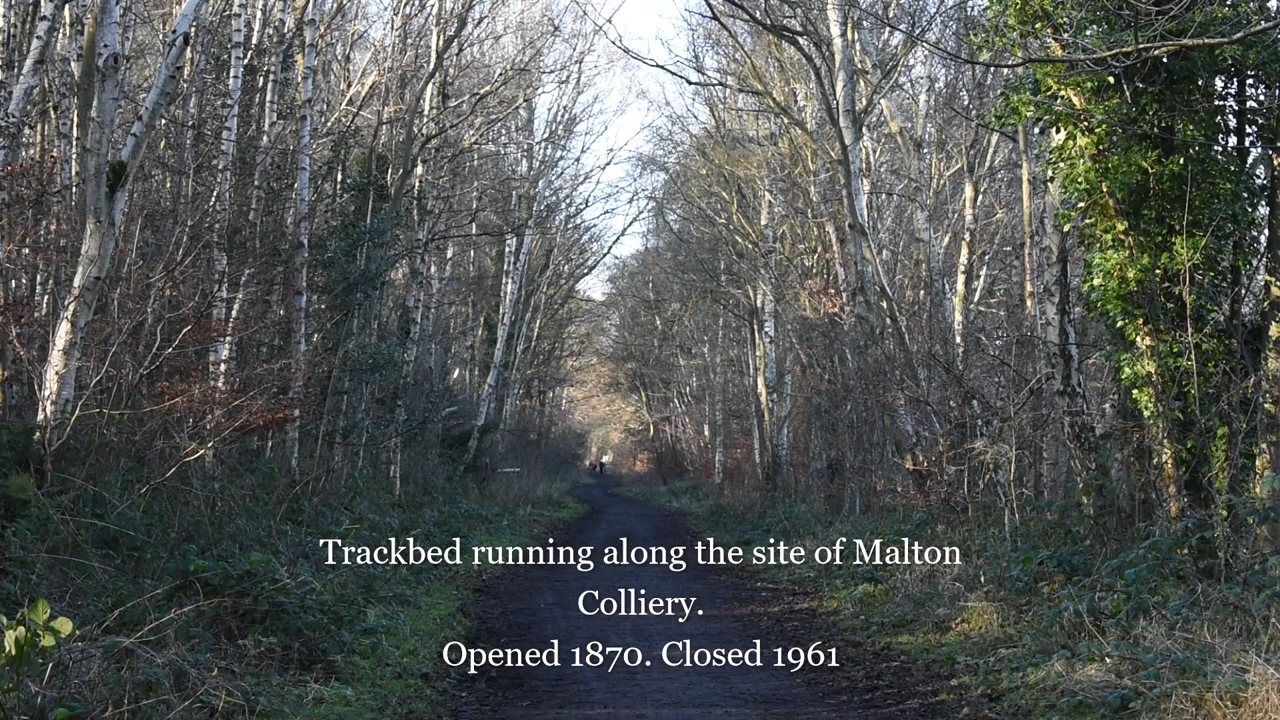 Trackbed running along the site of Malton
Colliery.
Opened 1870. Closed 1961